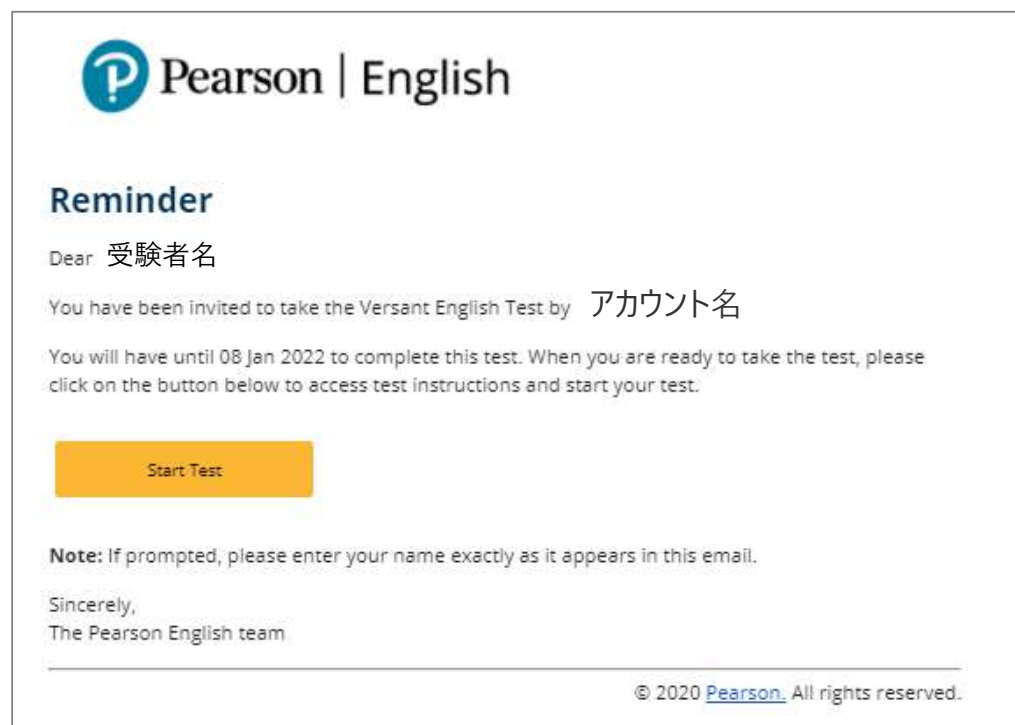 Pearson | English
Reminder
Dear 受験者名
You have been invited to take the Versant English Test by アカウント名
You will have until 08 Jan 2022 to complete this test. When you are ready to take the test, please
click on the button below to access test instructions and start your test.
Start Test
Note: If prompted, please enter your name exactly as it appears in this email.
Sincerely,
The Pearson English team
© 2020 Pearson. All rights reserved.